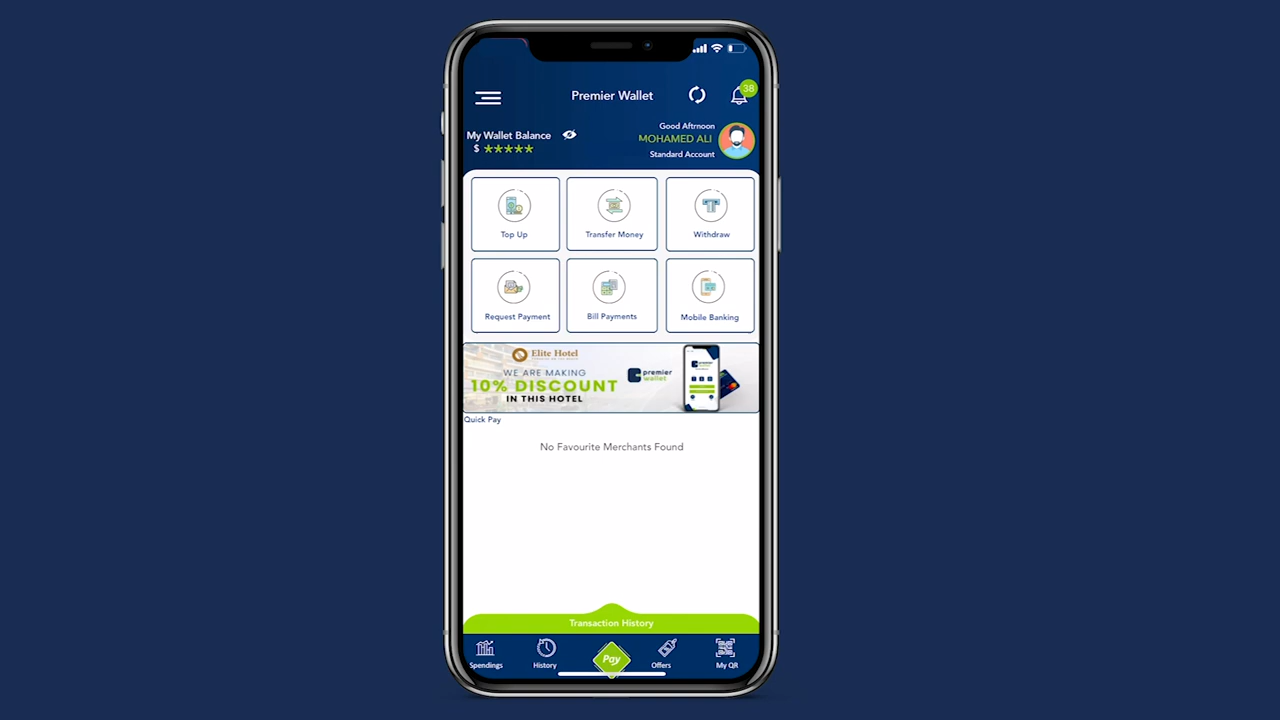 Premier Wallet
38
My Wallet Balance
$ *****
Good Aftrnoon
MOHAMED ALI
Standard Account
Top Up
Transfer Money
Withdraw
Request Payment
Bill Payments
Mobile Banking
Elite Hotel
WE ARE MAKING
10% DISCOUNT
IN THIS HOTEL
premier
wallet
Quick Pay
No Favourite Merchants Found
Transaction History
Spendings
History
Pay
Offers
My QR